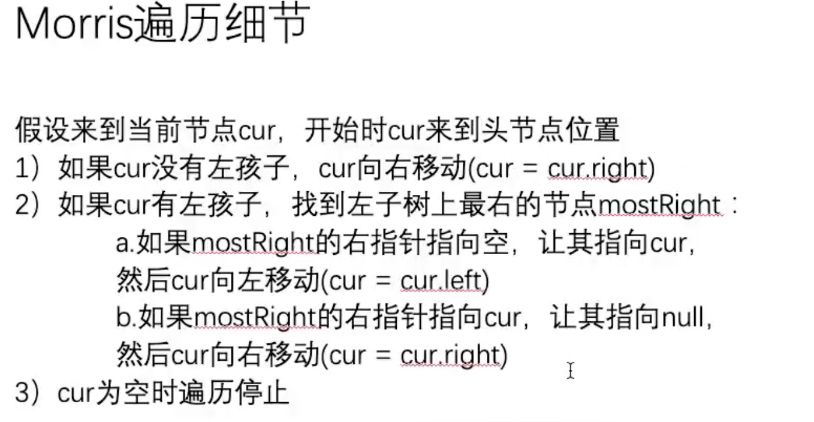 Morris遍历细节
假设来到当前节点cur，开始时cur来到头节点位置
1）如果cur没有左孩子，cur向右移动(cur = cur.right)
2）如果cur有左孩子，找到左子树上最右的节点mostRight：
a.如果mostRight的右指针指向空，让其指向cur，
然后cur向左移动(cur = cur.left)
b.如果mostRight的右指针指向cur，让其指向null，
然后cur向右移动(cur = cur.right)
3）cur为空时遍历停止